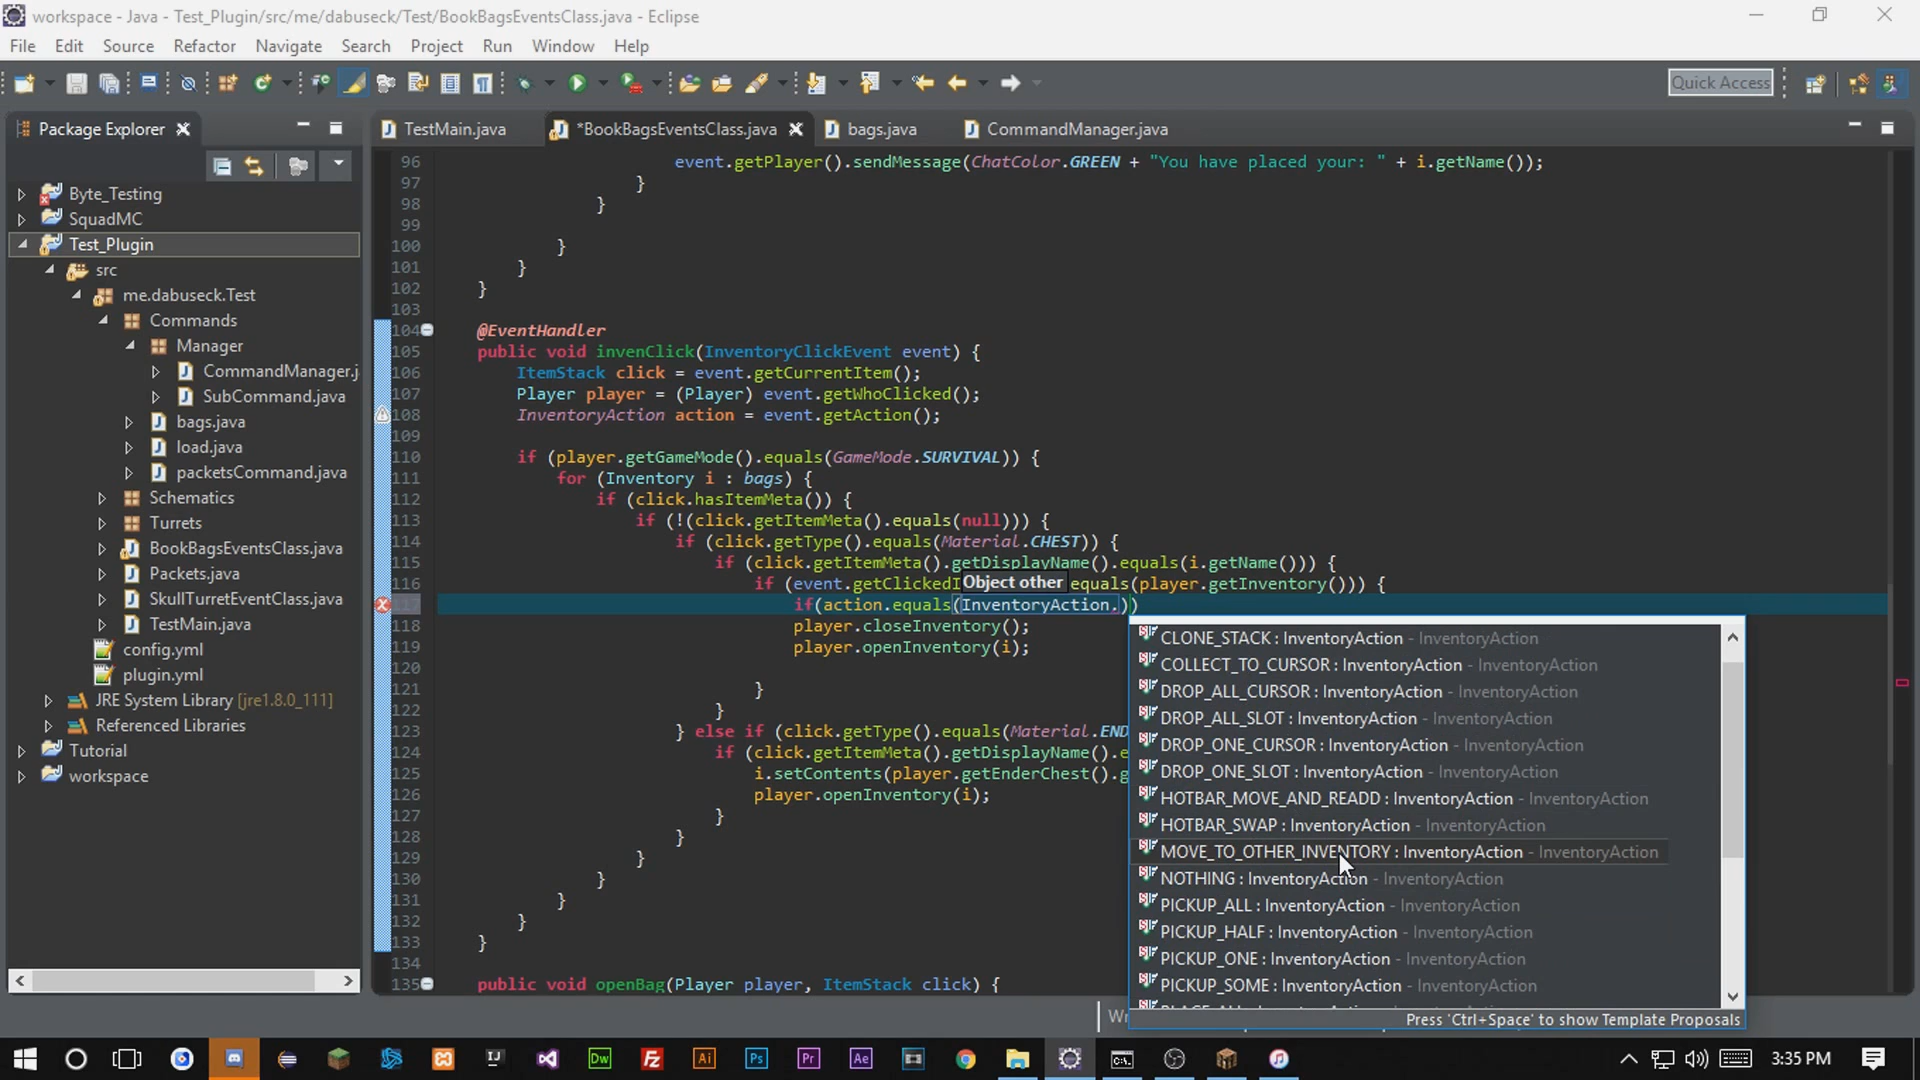 workspace - Java - Test_Plugin/src/me/dabuseck/Test/BookBagsEventsClass.java - Eclipse
File Edit Source Refactor Navigate Search Project Run Window Help
Quick Access
Package Explorer
TestMain.java
*BookBagsEventsClass.java
bags.java
CommandManager.java
Byte_Testing
SquadMC
Test_Plugin
src
me.dabuseck.Test
Commands
Manager
CommandManager.j
SubCommand.java
bags.java
load.java
packetsCommand.java
Schematics
Turrets
BookBagsEventsClass.java
Packets.java
SkullTurretEventClass.java
TestMain.java
config.yml
plugin.yml
JRE System Library [jre1.8.0_111]
Referenced Libraries
Tutorial
workspace
96 event.getPlayer().sendMessage(ChatColor.GREEN + "You have placed your: " + i.getName());
97 }
98 }
99
100 }
101 }
102 }
103
104 @EventHandler
105 public void invenClick(InventoryClickEvent event) {
106 ItemStack click = event.getCurrentItem();
107 Player player = (Player) event.getWhoClicked();
108 InventoryAction action = event.getAction();
109
110 if (player.getGameMode().equals(GameMode.SURVIVAL)) {
111 for (Inventory i : bags) {
112 if (click.hasItemMeta()) {
113 if (!(click.getItemMeta().equals(null))) {
114 if (click.getType().equals(Material.CHEST)) {
115 if (click.getItemMeta().getDisplayName().equals(i.getName())) {
116 if (event.getClickedI Object other equals(player.getInventory())) {
117 if(action.equals(InventoryAction.))
118 player.closeInventory();
119 player.openInventory(i);
120
121 }
122 }
123 } else if (click.getType().equals(Material.END
124 if (click.getItemMeta().getDisplayName().e
125 i.setContents(player.getEnderChest().g
126 player.openInventory(i);
127 }
128 }
129 }
130 }
131 }
132 }
133 }
134
135 public void openBag(Player player, ItemStack click) {
CLONE_STACK : InventoryAction - InventoryAction
COLLECT_TO_CURSOR : InventoryAction - InventoryAction
DROP_ALL_CURSOR : InventoryAction - InventoryAction
DROP_ALL_SLOT : InventoryAction - InventoryAction
DROP_ONE_CURSOR : InventoryAction - InventoryAction
DROP_ONE_SLOT : InventoryAction - InventoryAction
HOTBAR_MOVE_AND_READD : InventoryAction - InventoryAction
HOTBAR_SWAP : InventoryAction - InventoryAction
MOVE_TO_OTHER_INVENTORY : InventoryAction - InventoryAction
NOTHING : InventoryAction - InventoryAction
PICKUP_ALL : InventoryAction - InventoryAction
PICKUP_HALF : InventoryAction - InventoryAction
PICKUP_ONE : InventoryAction - InventoryAction
PICKUP_SOME : InventoryAction - InventoryAction
Press 'Ctrl+Space' to show Template Proposals
Dw Fz Ai Ps Pr Ae
3:35 PM